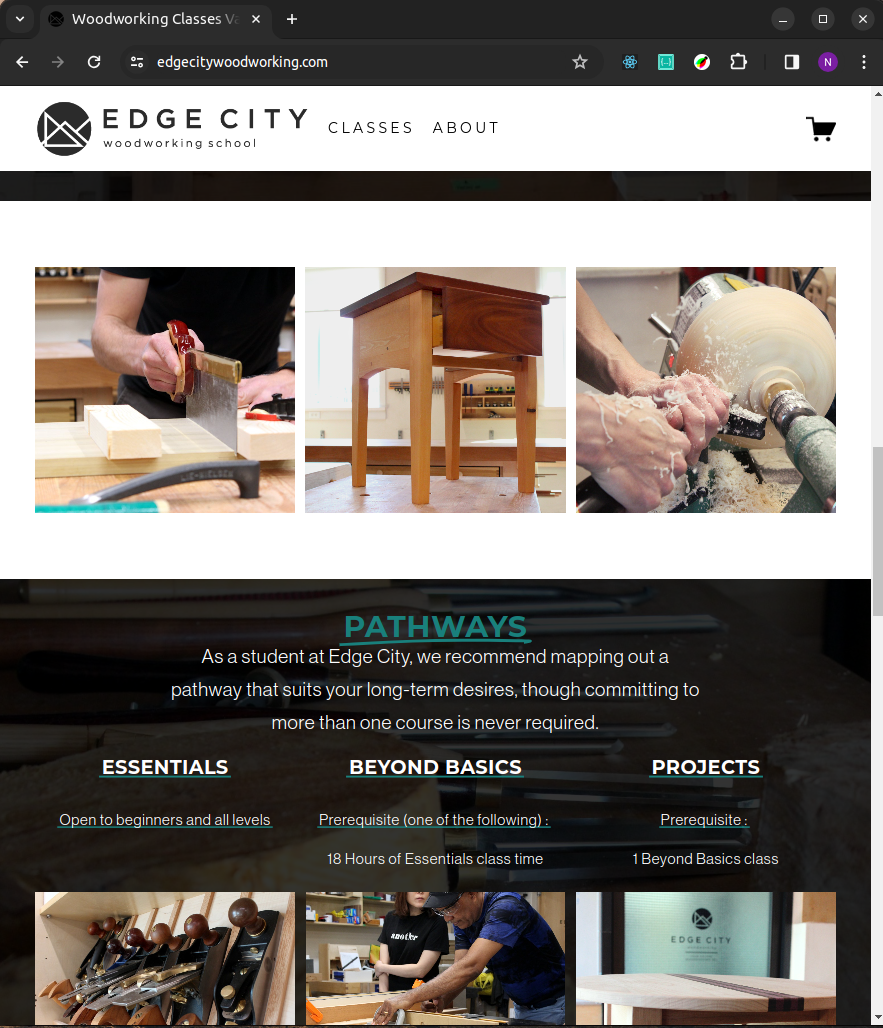 Woodworking Classes Va
edgecitywoodworking.com
N
EDGE CITY
woodworking school
CLASSES ABOUT
LIE-NIELSEN
PATHWAYS
As a student at Edge City, we recommend mapping out a
pathway that suits your long-term desires, though committing to
more than one course is never required.
ESSENTIALS BEYOND BASICS PROJECTS
Open to beginners and all levels Prerequisite (one of the following) : Prerequisite :
18 Hours of Essentials class time 1 Beyond Basics class
another
EDGE CITY